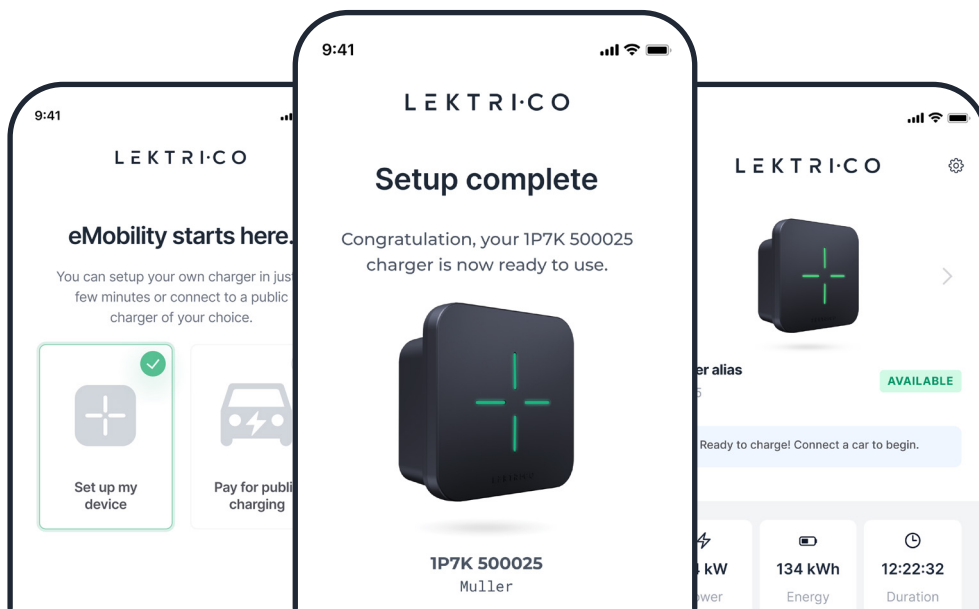 9:41
LEKTRI·CO
eMobility starts here.
You can setup your own charger in
few minutes or connect to a public
charger of your choice.
Set up my
device
Pay for
charging
9:41
LEKTRI·CO
Setup complete
Congratulation, your 1P7K 500025
charger is now ready to use.
LEKTRI·CO
1P7K 500025
Muller
LEKTRI·CO
alias
AVAILABLE
Ready to charge! Connect a car to begin.
kW
134 kWh
Energy
12:22:32
Duration